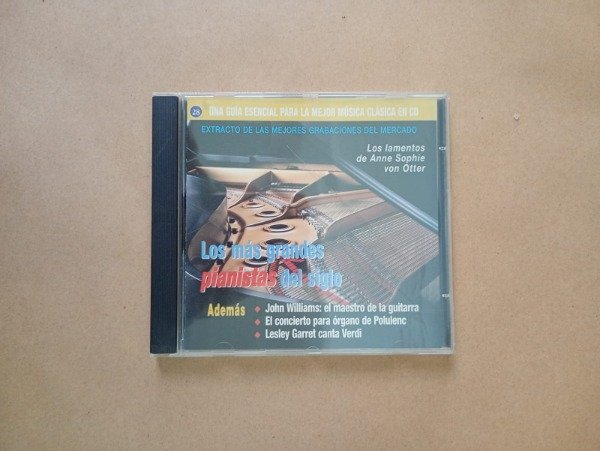 28 UNA GUÍA ESENCIAL PARA LA MEJOR MÚSICA CLÁSICA EN CD
EXTRACTO DE LAS MEJORES GRABACIONES DEL MERCADO
Los lamentos
de Anne Sophie
von Otter
Los más grandes
pianistas del siglo
Además
◆ John Williams: el maestro de la guitarra
◆ El concierto para órgano de Polulenc
◆ Lesley Garret canta Verdi